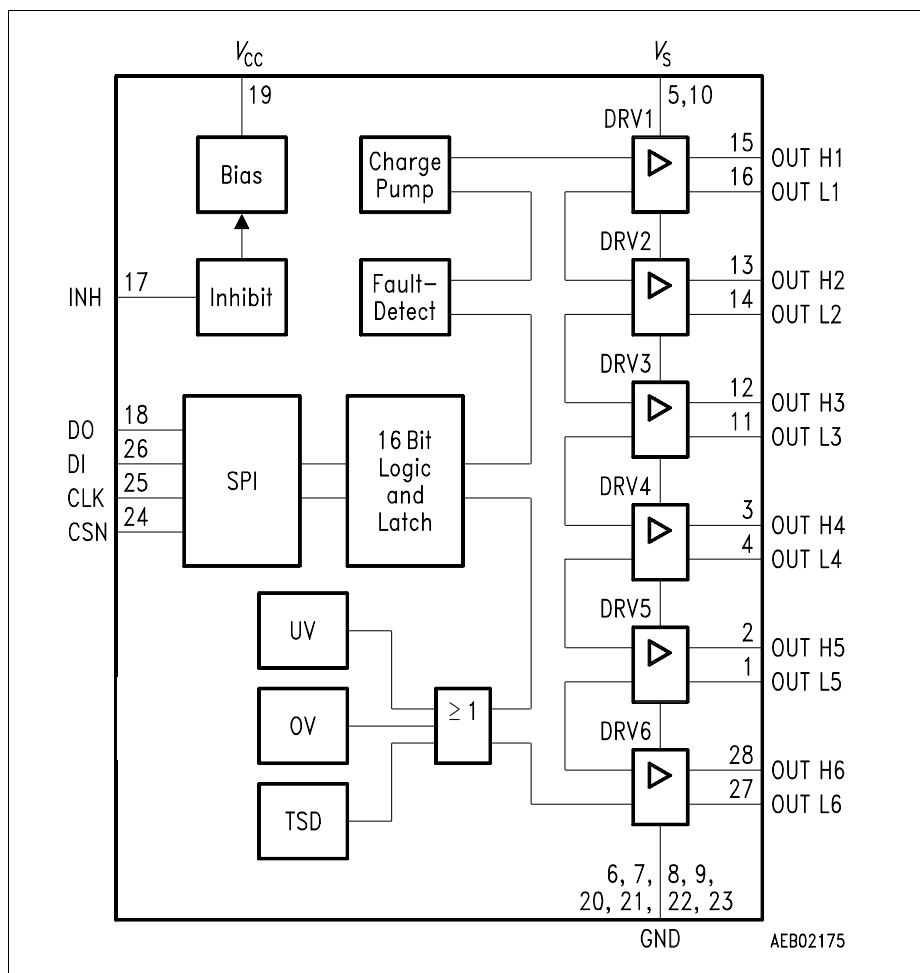 VCC
VS
19
5,10
DRV1
Bias
Charge
Pump
15
OUT H1
16
OUT L1
DRV2
INH
17
Inhibit
Fault–
Detect
13
OUT H2
14
OUT L2
DRV3
12
OUT H3
11
OUT L3
DO
18
DI
26
CLK
25
CSN
24
SPI
16 Bit
Logic
and
Latch
DRV4
3
OUT H4
4
OUT L4
UV
DRV5
2
OUT H5
1
OUT L5
OV
≥ 1
DRV6
28
OUT H6
27
OUT L6
TSD
6, 7,
8, 9,
20, 21,
22, 23
GND
AEB02175